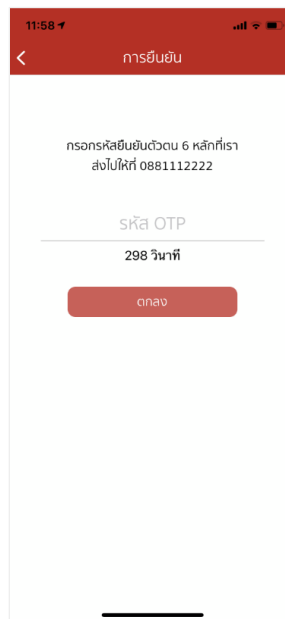 11:58
การยืนยัน
กรอกรหัสยืนยันตัวตน 6 หลักที่เรา
ส่งไปให้ที่ 0881112222
รหัส OTP
298 วินาที
ตกลง